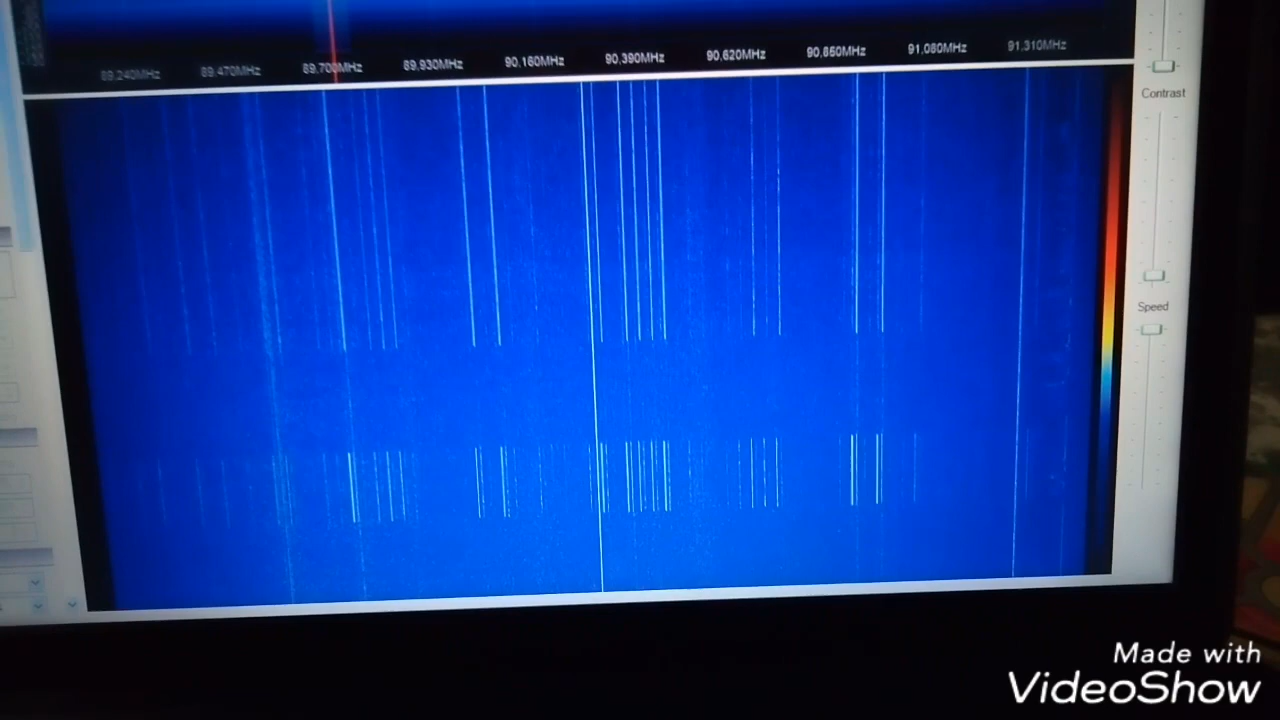 89,240MHz 89,470MHz 89,700MHz 89,930MHz 90,160MHz 90,390MHz 90,620MHz 90,850MHz 91,080MHz 91,310MHz
Contrast
Speed
Made with
VideoShow